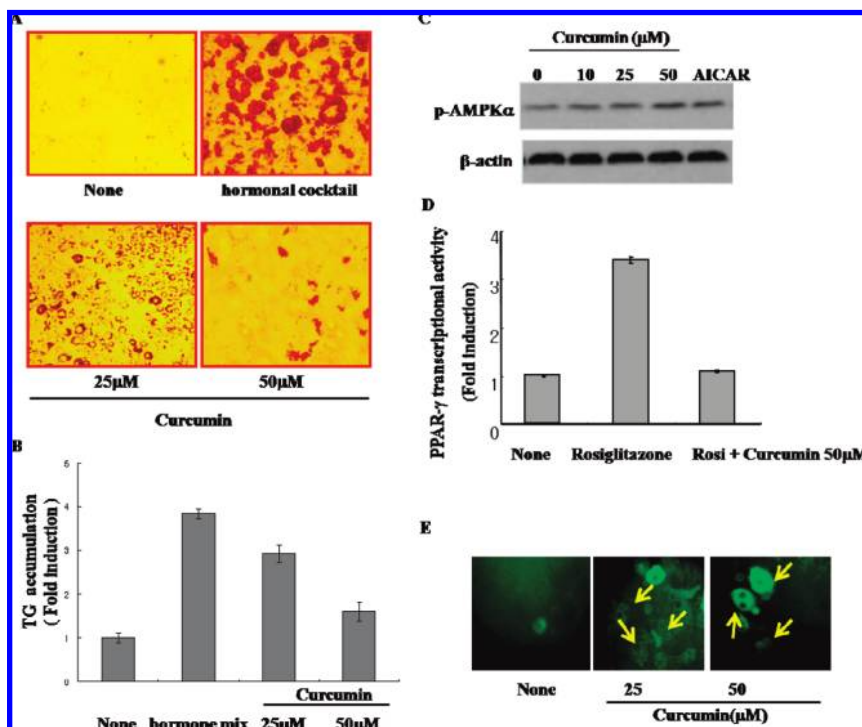 A
None hormonal cocktail
25μM 50μM
Curcumin
B
TG accumulation
( Fold induction )
5
4
3
2
1
0
Curcumin
None hormone mix 25μM 50μM
C
Curcumin (μM)
0 10 25 50 AICAR
p-AMPKα
β-actin
D
PPAR-γ transcriptional activity
(Fold induction)
4
3
2
1
0
None Rosiglitazone Rosi + Curcumin 50μM
E
None 25 50
Curcumin(μM)